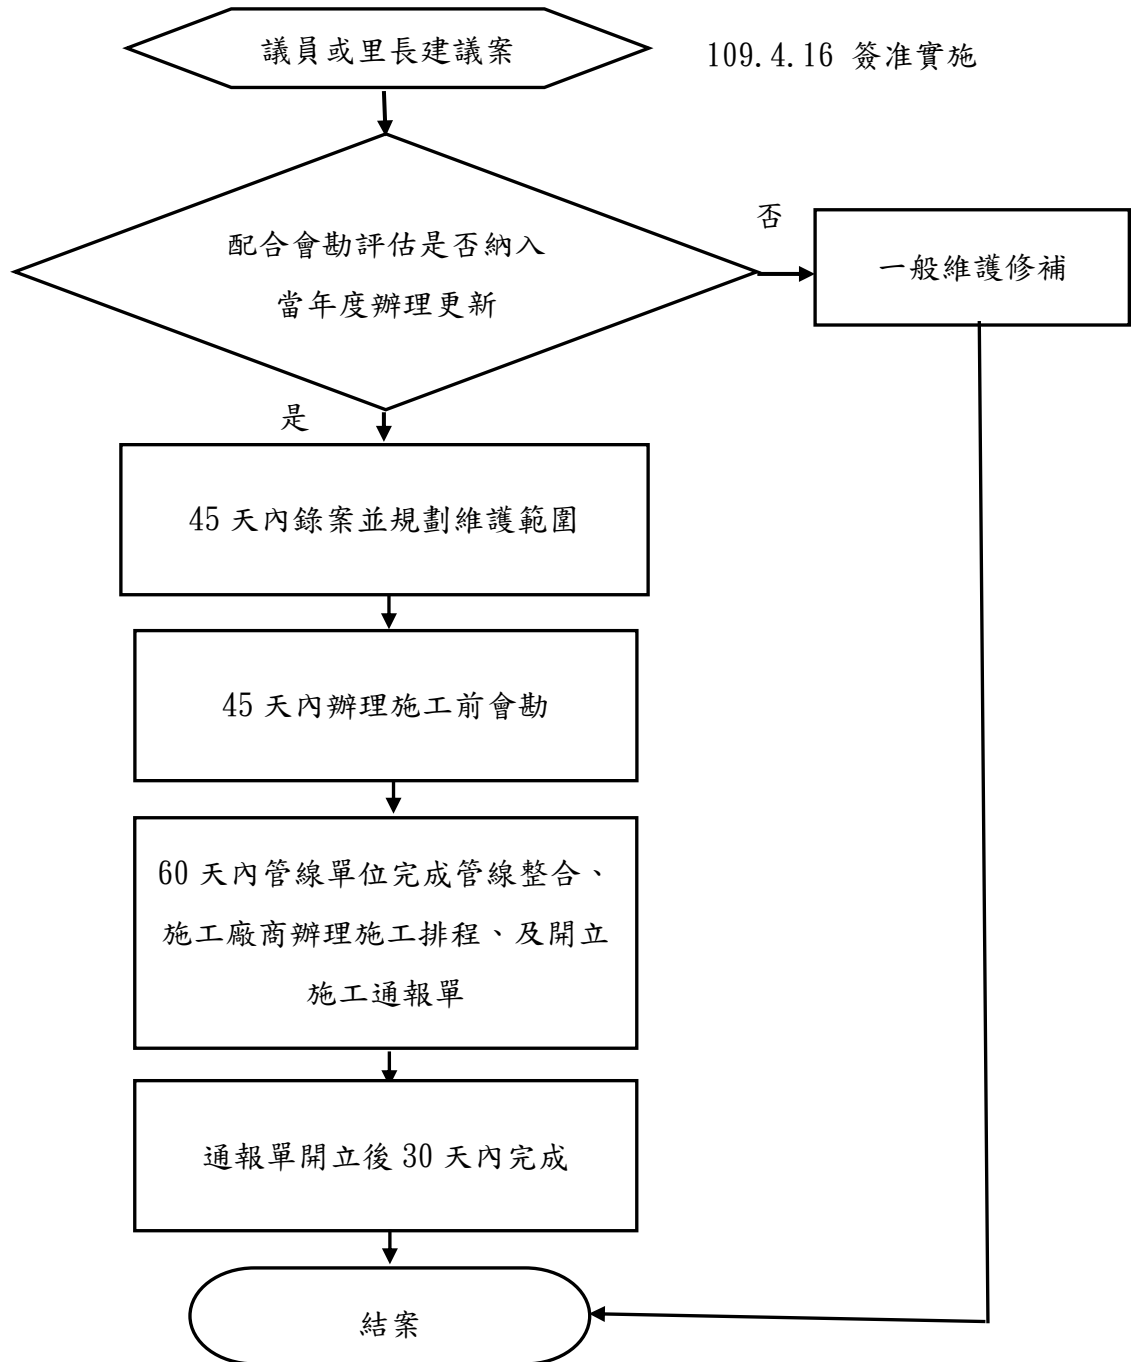 議員或里長建議案
109.4.16 簽准實施
配合會勘評估是否納入
當年度辦理更新
否
一般維護修補
是
45 天內錄案並規劃維護範圍
45 天內辦理施工前會勘
60 天內管線單位完成管線整合、
施工廠商辦理施工排程、及開立
施工通報單
通報單開立後 30 天內完成
結案